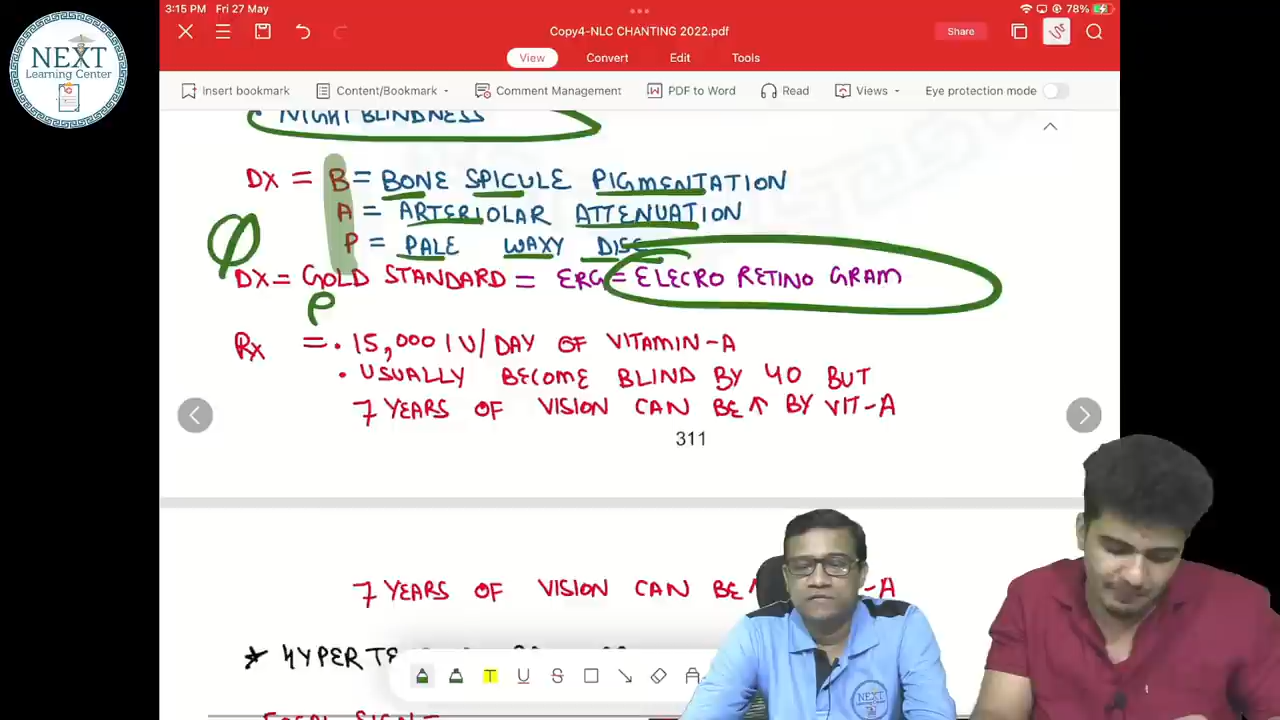 3:15 PM Fri 27 May
78%
NEXT
Learning Center
Copy4-NLC CHANTING 2022.pdf
Share
View Convert Edit Tools
Insert bookmark Content/Bookmark Comment Management PDF to Word Read Views Eye protection mode
• NIGHT BLINDNESS
DX = B = BONE SPICULE PIGMENTATION
A = ARTERIOLAR ATTENUATION
P = PALE WAXY DISC
DX = GOLD STANDARD = ERG = ELECRO RETINO GRAM
Rx = • 15,000 IU/DAY OF VITAMIN-A
• USUALLY BECOME BLIND BY 40 BUT
7 YEARS OF VISION CAN BE ↑ BY VIT-A
311
7 YEARS OF VISION CAN BE ↑ -A
* HYPERTE
NEXT